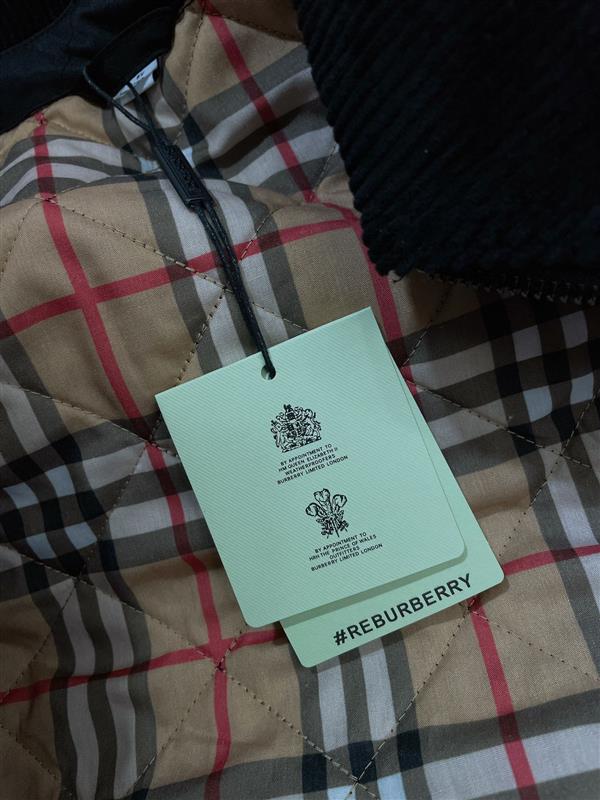 BY APPOINTMENT TO
HM QUEEN ELIZABETH II
WEATHERPROOFERS
BURBERRY LIMITED LONDON
BY APPOINTMENT TO
HRH THE PRINCE OF WALES
OUTFITTERS
BURBERRY LIMITED LONDON
#REBURBERRY